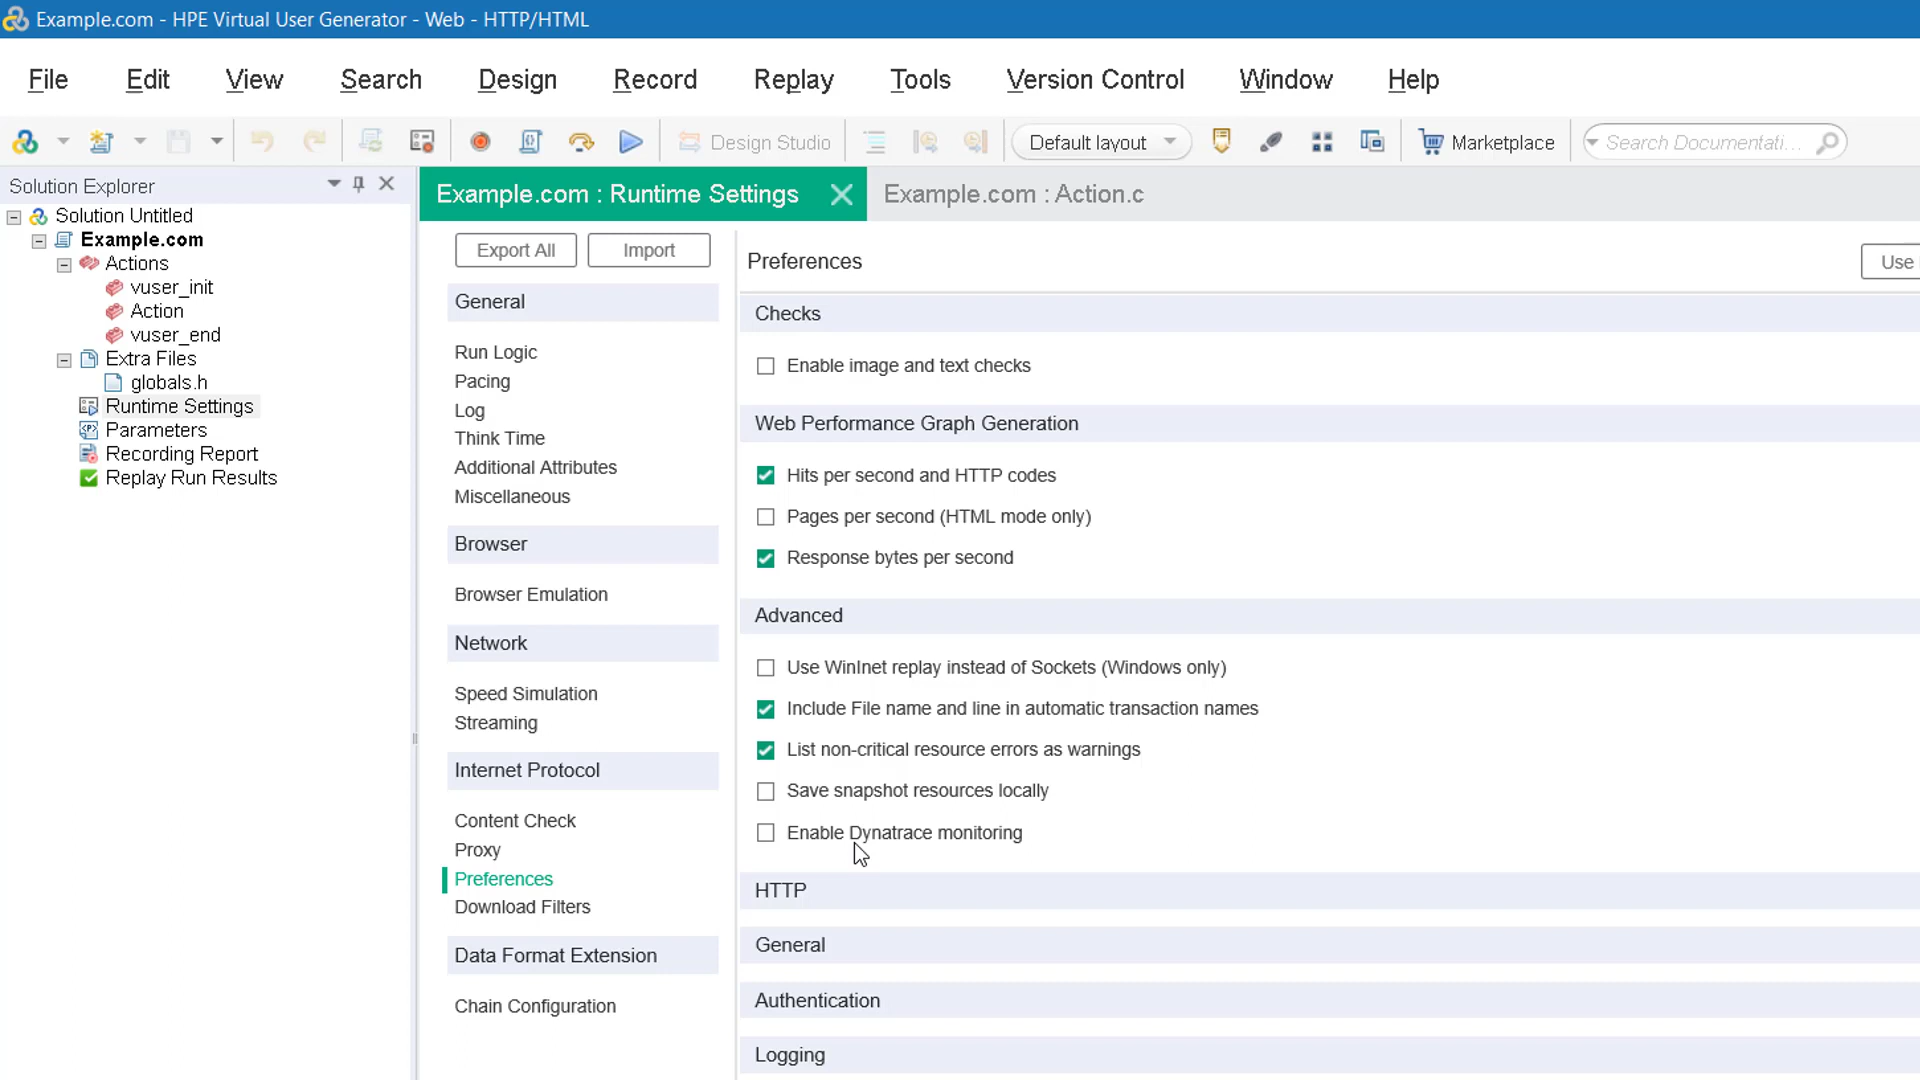 Example.com - HPE Virtual User Generator - Web - HTTP/HTML
File Edit View Search Design Record Replay Tools Version Control Window Help
Design Studio Default layout Marketplace Search Documentati...
Solution Explorer
Solution Untitled
Example.com
Actions
vuser_init
Action
vuser_end
Extra Files
globals.h
Runtime Settings
Parameters
Recording Report
Replay Run Results
Example.com : Runtime Settings
Example.com : Action.c
Export All Import
General
Run Logic
Pacing
Log
Think Time
Additional Attributes
Miscellaneous
Browser
Browser Emulation
Network
Speed Simulation
Streaming
Internet Protocol
Content Check
Proxy
Preferences
Download Filters
Data Format Extension
Chain Configuration
Preferences
Use
Checks
Enable image and text checks
Web Performance Graph Generation
Hits per second and HTTP codes
Pages per second (HTML mode only)
Response bytes per second
Advanced
Use WinInet replay instead of Sockets (Windows only)
Include File name and line in automatic transaction names
List non-critical resource errors as warnings
Save snapshot resources locally
Enable Dynatrace monitoring
HTTP
General
Authentication
Logging